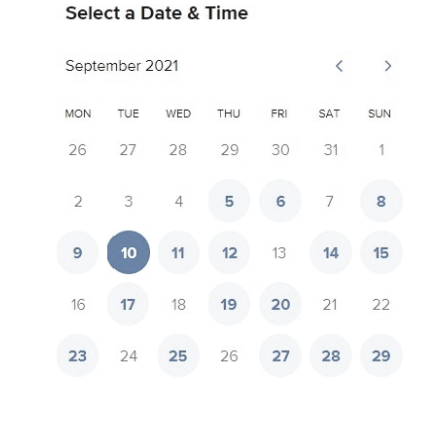 Select a Date & Time
September 2021
MON TUE WED THU FRI SAT SUN
26 27 28 29 30 31 1
2 3 4 5 6 7 8
9 10 11 12 13 14 15
16 17 18 19 20 21 22
23 24 25 26 27 28 29